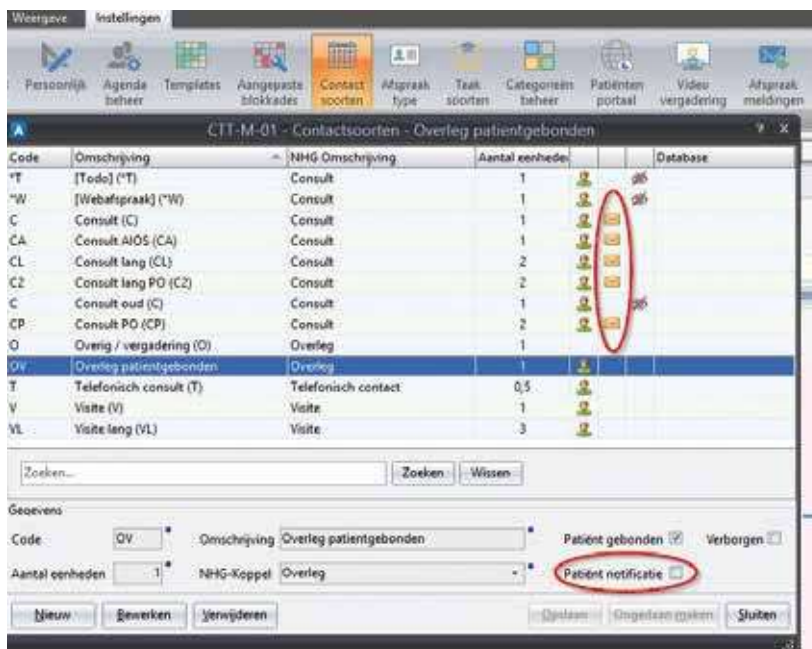 Weergave Instellingen
Persoonlijk Agenda beheer Templates Aangepaste blokkades Contact soorten Afspraak type Taak soorten Categorieën beheer Patiënten portaal Video vergadering Afspraak meldingen
CTT-M-01 - Contactsoorten - Overleg patientgebonden ? x
Code Omschrijving NHG Omschrijving Aantal eenheden Database
*T [Todo] (*T) Consult 1
*W [Webafspraak] (*W) Consult 1
C Consult (C) Consult 1
CA Consult AIOS (CA) Consult 1
CL Consult lang (CL) Consult 2
C2 Consult lang PO (C2) Consult 2
C Consult oud (C) Consult 1
CP Consult PO (CP) Consult 2
O Overig / vergadering (O) Overleg 1
OV Overleg patientgebonden Overleg 1
T Telefonisch consult (T) Telefonisch contact 0,5
V Visite (V) Visite 1
VL Visite lang (VL) Visite 3
Zoeken... Zoeken Wissen
Gegevens
Code OV Omschrijving Overleg patientgebonden Patiënt gebonden Verborgen
Aantal eenheden 1 NHG-Koppel Overleg Patiënt notificatie
Nieuw Bewerken Verwijderen Opslaan Ongedaan maken Sluiten